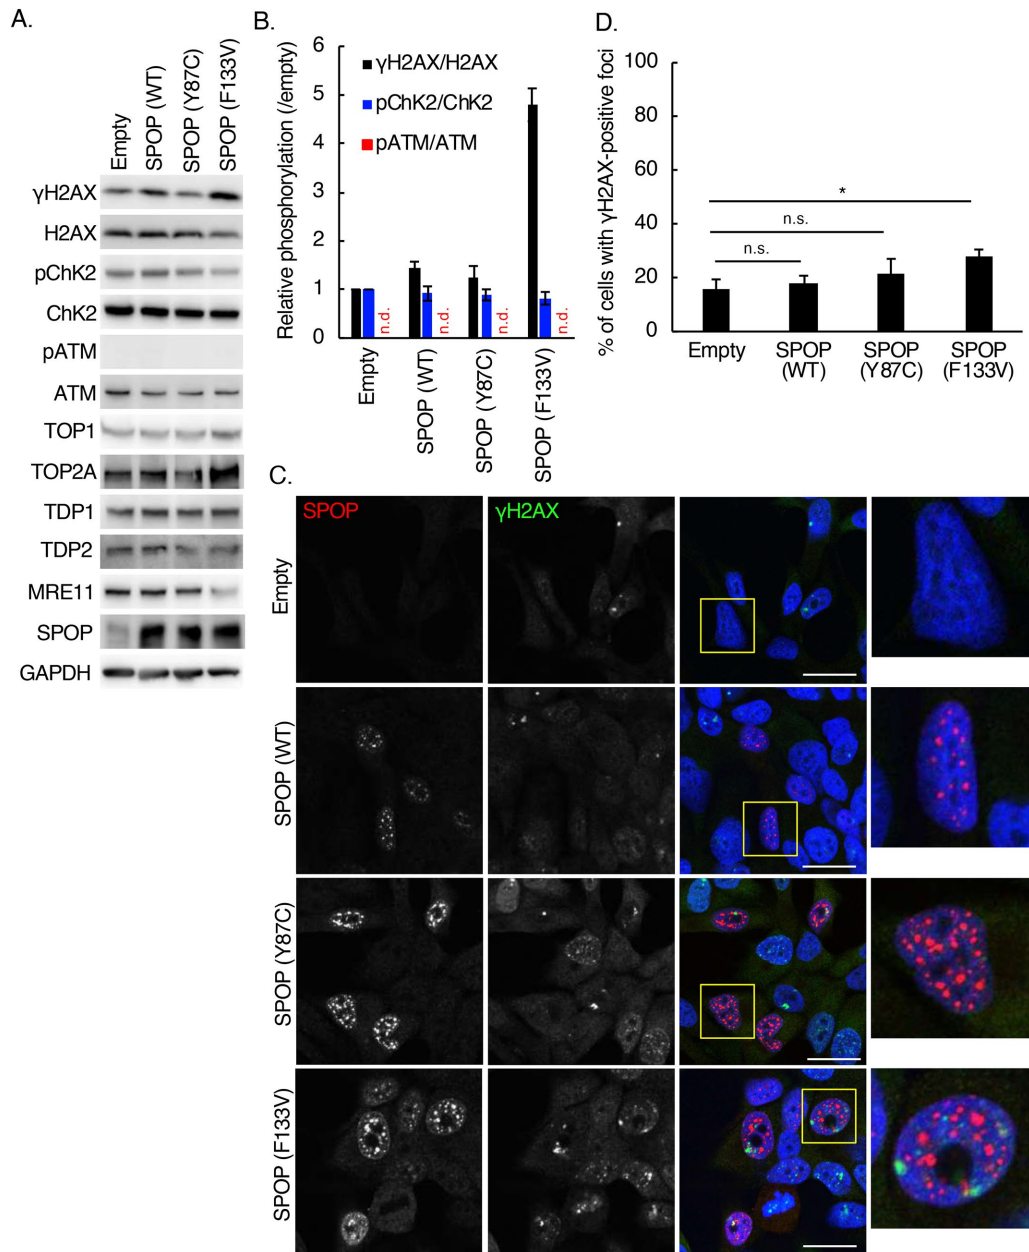 A.
Empty
SPOP (WT)
SPOP (Y87C)
SPOP (F133V)
γH2AX
H2AX
pChK2
ChK2
pATM
ATM
TOP1
TOP2A
TDP1
TDP2
MRE11
SPOP
GAPDH
B.
Relative phosphorylation (/empty)
6
5
4
3
2
1
0
γH2AX/H2AX
pChK2/ChK2
pATM/ATM
n.d.
n.d.
n.d.
n.d.
Empty
SPOP (WT)
SPOP (Y87C)
SPOP (F133V)
D.
% of cells with γH2AX-positive foci
100
80
60
40
20
0
*
n.s.
n.s.
Empty
SPOP
(WT)
SPOP
(Y87C)
SPOP
(F133V)
C.
SPOP
γH2AX
Empty
SPOP (WT)
SPOP (Y87C)
SPOP (F133V)